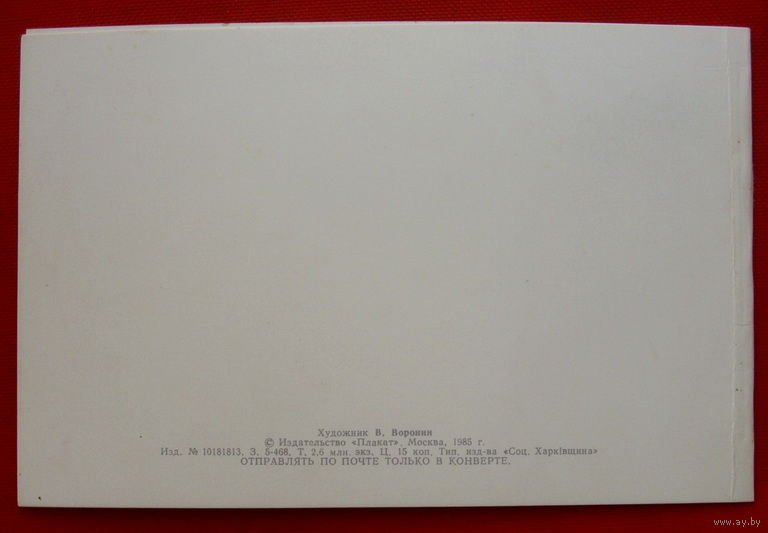 Художник В. Воронин
© Издательство «Плакат». Москва, 1985 г.
Изд. № 10181813. З. 5-468. Т. 2,6 млн. экз. Ц. 15 коп. Тип. изд-ва «Соц. Харківщина»
ОТПРАВЛЯТЬ ПО ПОЧТЕ ТОЛЬКО В КОНВЕРТЕ.
www.ay.by